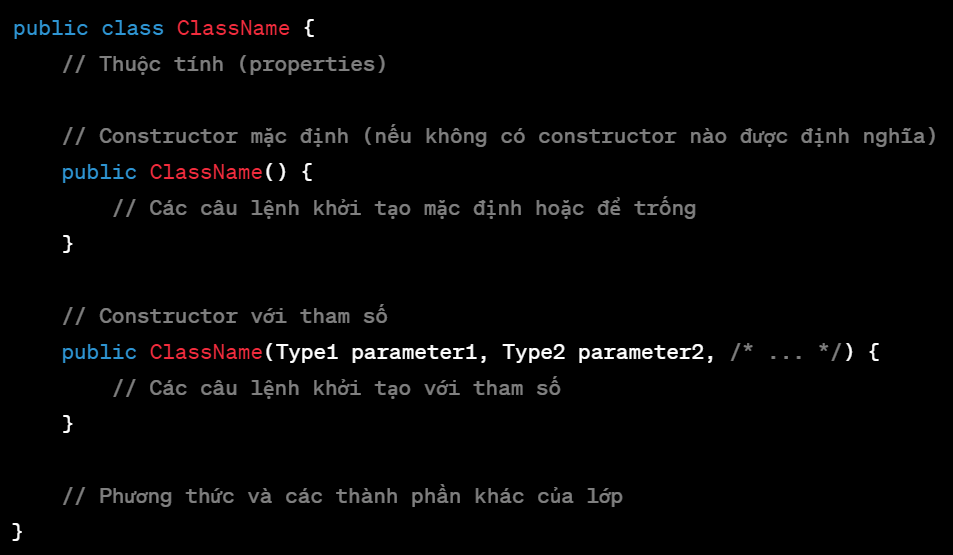 public class ClassName {
// Thuộc tính (properties)
// Constructor mặc định (nếu không có constructor nào được định nghĩa)
public ClassName() {
// Các câu lệnh khởi tạo mặc định hoặc để trống
}
// Constructor với tham số
public ClassName(Type1 parameter1, Type2 parameter2, /* ... */) {
// Các câu lệnh khởi tạo với tham số
}
// Phương thức và các thành phần khác của lớp
}